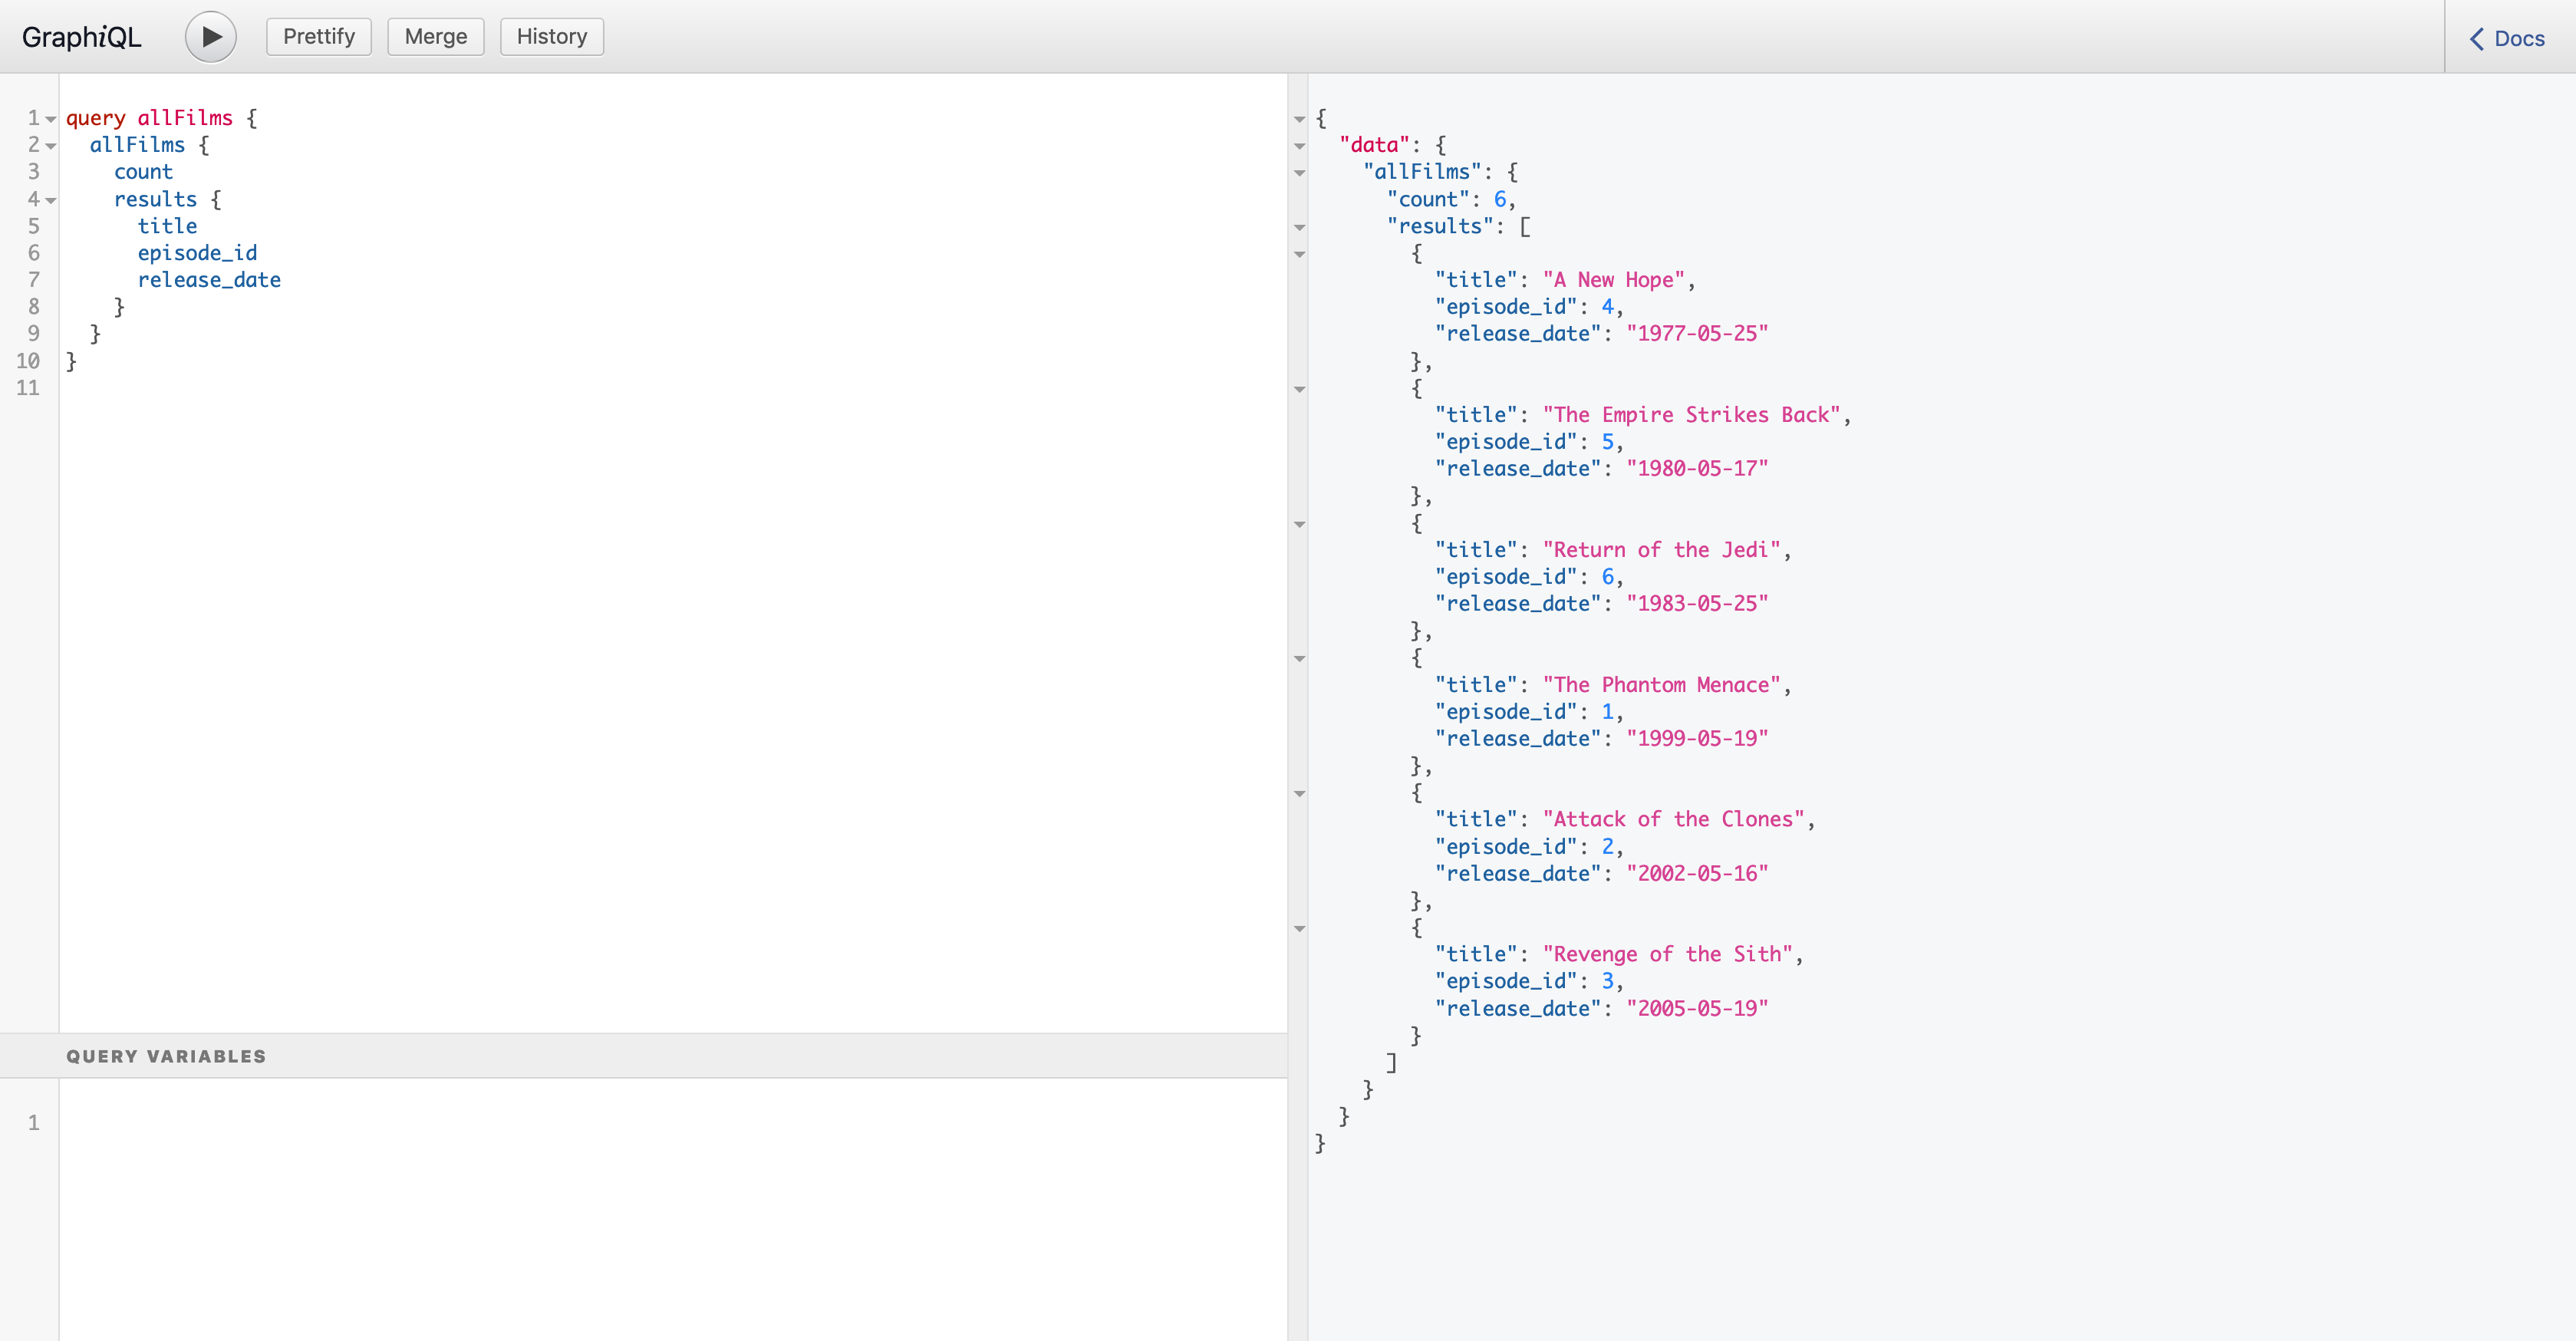 GraphiQL
Prettify
Merge
History
Docs
1 query allFilms {
2   allFilms {
3     count
4     results {
5       title
6       episode_id
7       release_date
8     }
9   }
10 }
11
QUERY VARIABLES
1
{
  "data": {
    "allFilms": {
      "count": 6,
      "results": [
        {
          "title": "A New Hope",
          "episode_id": 4,
          "release_date": "1977-05-25"
        },
        {
          "title": "The Empire Strikes Back",
          "episode_id": 5,
          "release_date": "1980-05-17"
        },
        {
          "title": "Return of the Jedi",
          "episode_id": 6,
          "release_date": "1983-05-25"
        },
        {
          "title": "The Phantom Menace",
          "episode_id": 1,
          "release_date": "1999-05-19"
        },
        {
          "title": "Attack of the Clones",
          "episode_id": 2,
          "release_date": "2002-05-16"
        },
        {
          "title": "Revenge of the Sith",
          "episode_id": 3,
          "release_date": "2005-05-19"
        }
      ]
    }
  }
}